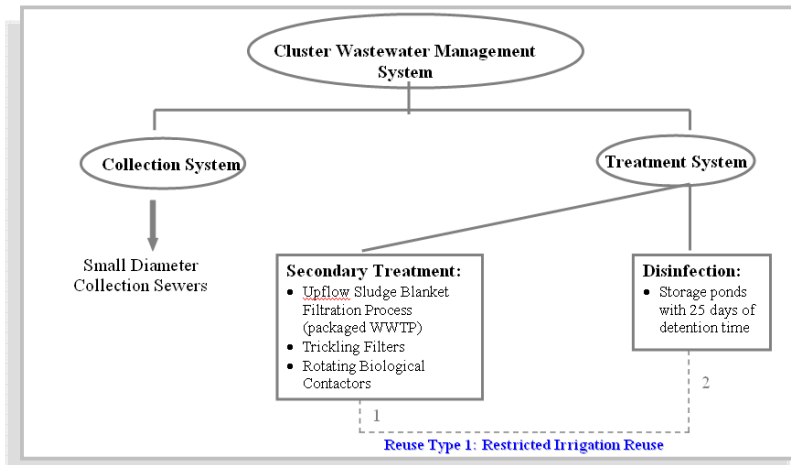 Cluster Wastewater Management
System
Collection System
Treatment System
Small Diameter
Collection Sewers
Secondary Treatment:
• Upflow Sludge Blanket
Filtration Process
(packaged WWTP)
• Trickling Filters
• Rotating Biological
Contactors
Disinfection:
• Storage ponds
with 25 days of
detention time
1
2
Reuse Type 1: Restricted Irrigation Reuse